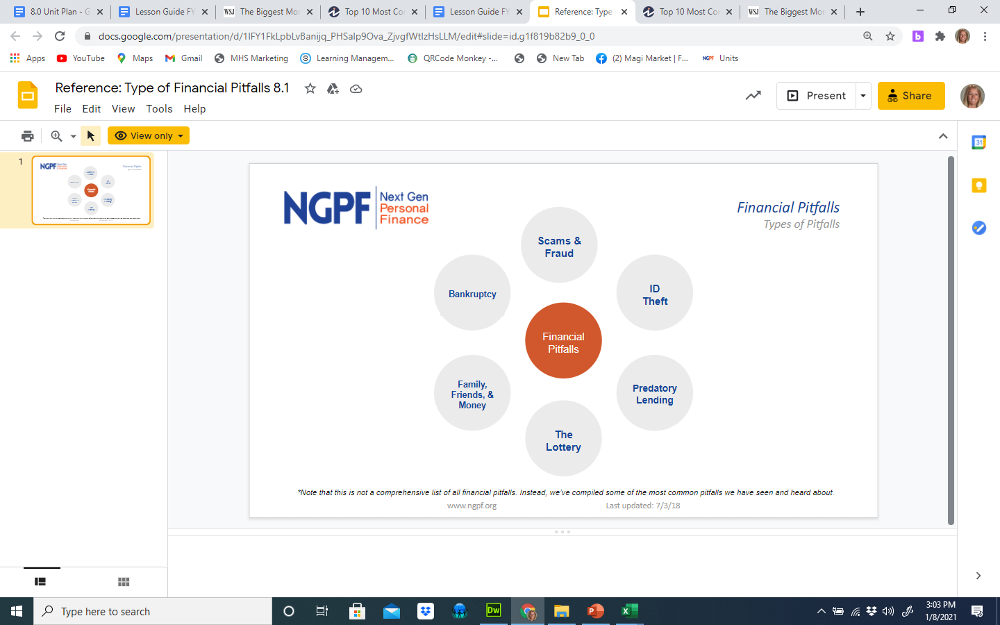 8.0 Unit Plan - G
Lesson Guide FY
The Biggest Mo
Top 10 Most Co
Lesson Guide FY
Reference: Type
Top 10 Most Co
The Biggest Mo
docs.google.com/presentation/d/1lFY1FkLpbLvBanijq_PHSalp9Ova_ZjvgfWtIzHsLLM/edit#slide=id.g1f819b82b9_0_0
Apps
YouTube
Maps
Gmail
MHS Marketing
Learning Managem...
QRCode Monkey -...
New Tab
(2) Magi Market | F...
NGPF
Units
Reference: Type of Financial Pitfalls 8.1
File Edit View Tools Help
Present
Share
View only
31
1
NGPF
Next Gen
Personal
Finance
Financial Pitfalls
Types of Pitfalls
Scams &
Fraud
Bankruptcy
ID
Theft
Financial
Pitfalls
Family,
Friends, &
Money
Predatory
Lending
The
Lottery
*Note that this is not a comprehensive list of all financial pitfalls. Instead, we've compiled some of the most common pitfalls we have seen and heard about.
www.ngpf.org
Last updated: 7/3/18
Type here to search
Dw
3:03 PM
1/8/2021